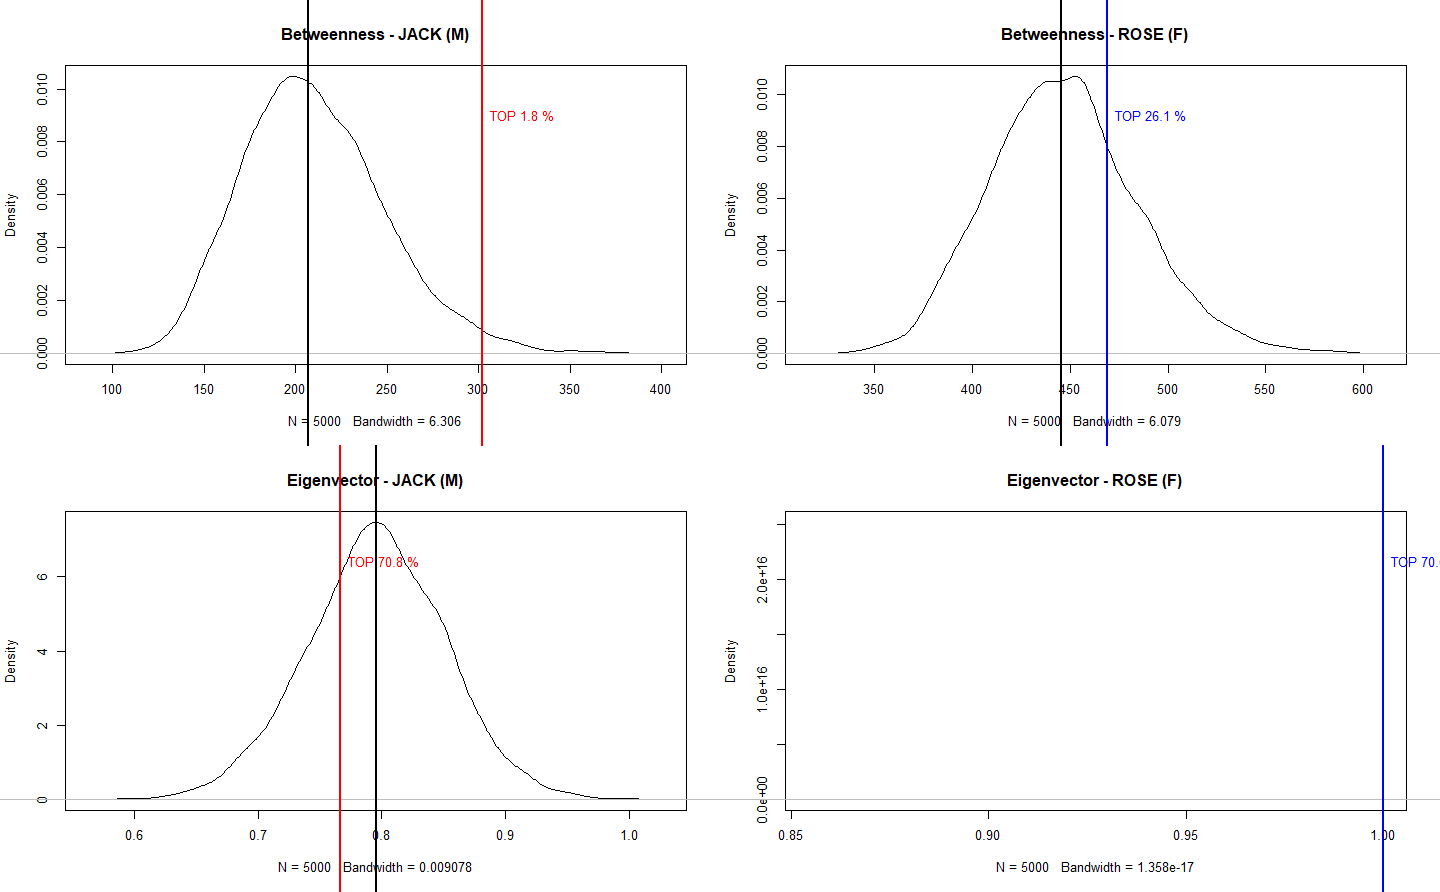 Betweenness - JACK (M)
TOP 1.8 %
Density
0.000
0.002
0.004
0.006
0.008
0.010
100 150 200 250 300 350 400
N = 5000 Bandwidth = 6.306
Betweenness - ROSE (F)
TOP 26.1 %
Density
0.000
0.002
0.004
0.006
0.008
0.010
350 400 450 500 550 600
N = 5000 Bandwidth = 6.079
Eigenvector - JACK (M)
TOP 70.8 %
Density
0
2
4
6
0.6 0.7 0.8 0.9 1.0
N = 5000 Bandwidth = 0.009078
Eigenvector - ROSE (F)
TOP 70.
Density
0.0e+00
1.0e+16
2.0e+16
0.85 0.90 0.95 1.00
N = 5000 Bandwidth = 1.358e-17